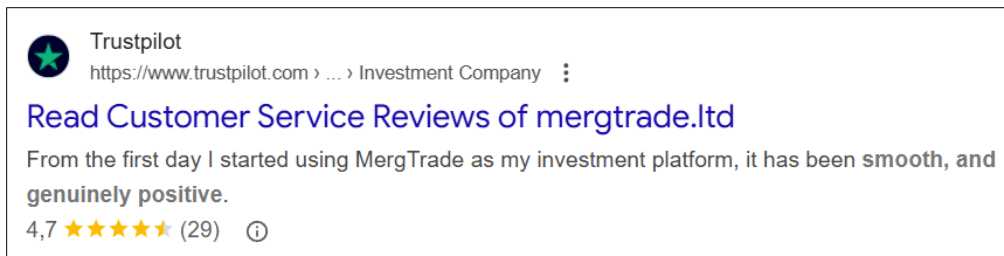 Trustpilot
https://www.trustpilot.com › ... › Investment Company
Read Customer Service Reviews of mergtrade.ltd
From the first day I started using MergTrade as my investment platform, it has been smooth, and
genuinely positive.
4,7 (29)